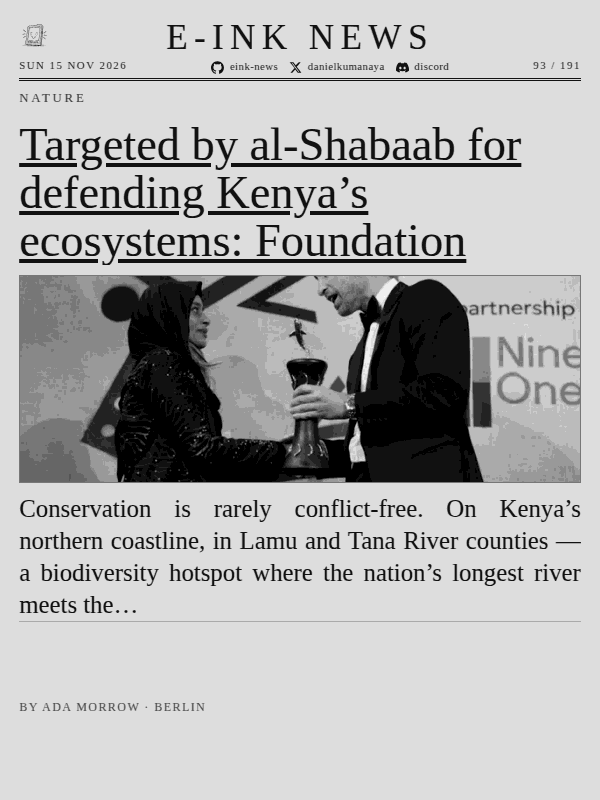 E-INK NEWS
SUN 15 NOV 2026
eink-news
danielkumanaya
discord
93 / 191
NATURE
Targeted by al-Shabaab for
defending Kenya’s
ecosystems: Foundation
artnership
Nine
One
Conservation is rarely conflict-free. On Kenya’s
northern coastline, in Lamu and Tana River counties —
a biodiversity hotspot where the nation’s longest river
meets the…
BY ADA MORROW · BERLIN